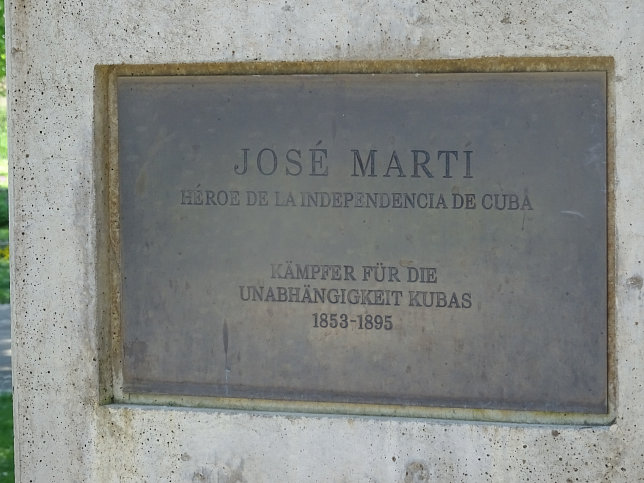 JOSÉ MARTÍ
HÉROE DE LA INDEPENDENCIA DE CUBA
KÄMPFER FÜR DIE
UNABHÄNGIGKEIT KUBAS
1853-1895